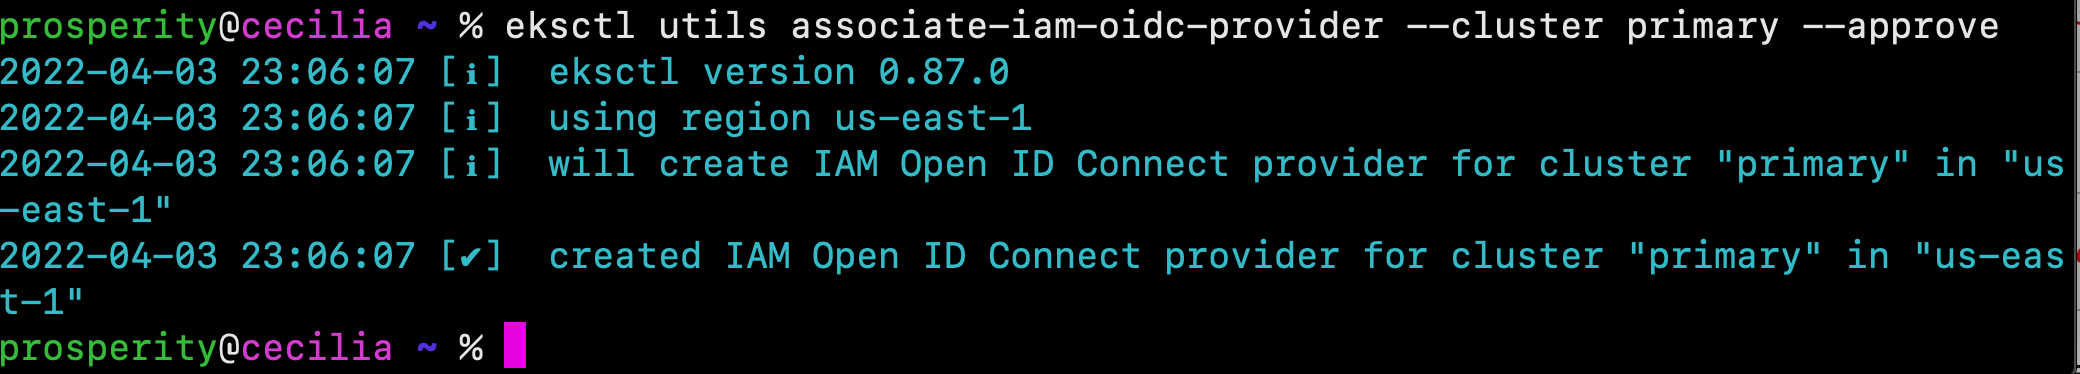 prosperity@cecilia ~ % eksctl utils associate-iam-oidc-provider --cluster primary --approve
2022-04-03 23:06:07 [ℹ]  eksctl version 0.87.0
2022-04-03 23:06:07 [ℹ]  using region us-east-1
2022-04-03 23:06:07 [ℹ]  will create IAM Open ID Connect provider for cluster "primary" in "us
-east-1"
2022-04-03 23:06:07 [✔]  created IAM Open ID Connect provider for cluster "primary" in "us-eas
t-1"
prosperity@cecilia ~ %